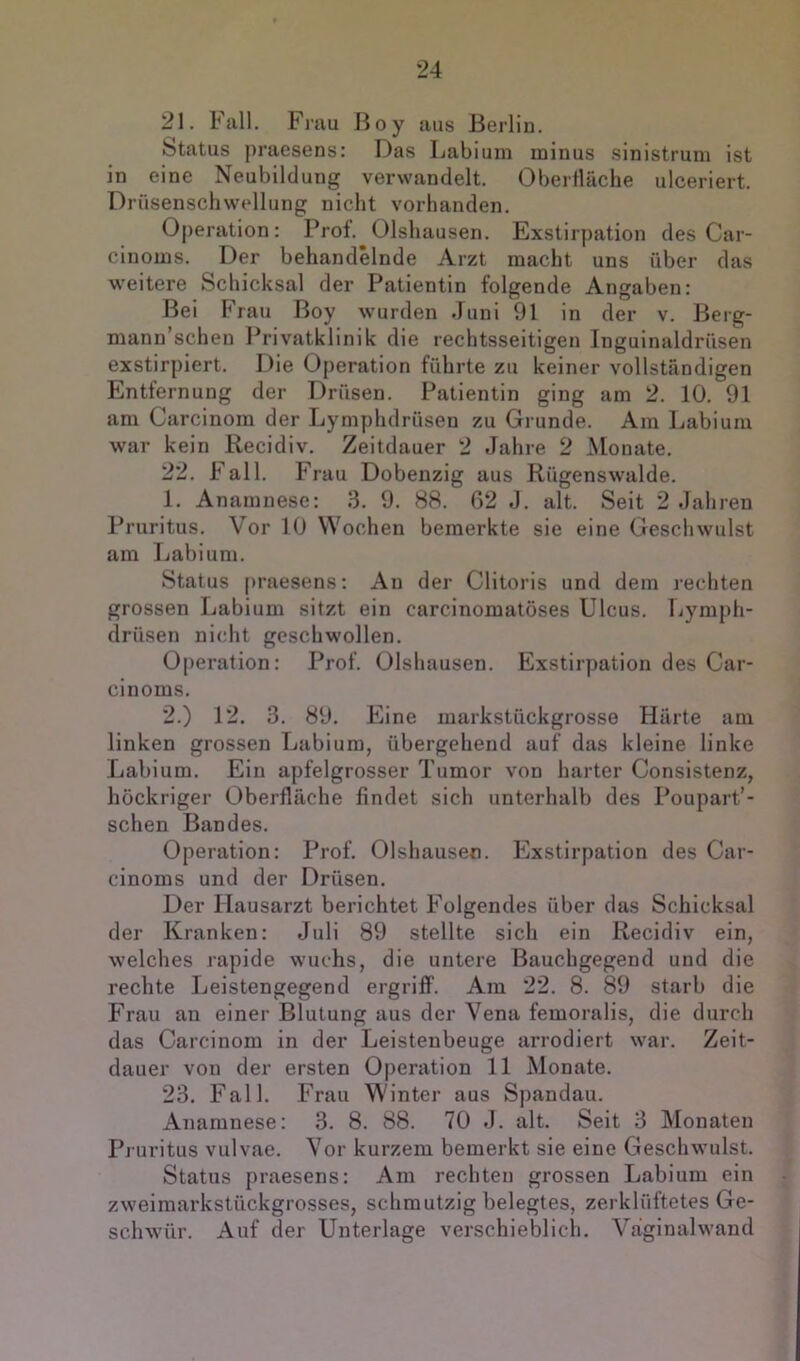 24
21. Fall. Frau Boy aus Berlin.
Status praesens: Das Labium minus sinistrum ist
in eine Neubildung verwandelt. Oberfläche ulceriert.
Drüsenschwellung nicht vorhanden.
Operation: Prof. Olshausen. Exstirpation des Car-
cinoms. Der behandelnde Arzt macht uns über das
weitere Schicksal der Patientin folgende Angaben:
Bei Frau Boy wurden Juni 91 in der v. Berg-
mann'schen Privatklinik die rechtsseitigen Inguinaldrüsen
exstirpiert. Die Operation führte zu keiner vollständigen
Entfernung der Drüsen. Patientin ging am 2. 10. 91
am Carcinom der Lymphdrüsen zu Grunde. Am Labium
war kein Recidiv. Zeitdauer 2 Jahre 2 Monate.
22. Fall. Frau Dobenzig aus Rügenswalde.
1. Anamnese: 3. 9. 88. 62 J. alt. Seit 2 Jahren
Pruritus. Vor 10 Wochen bemerkte sie eine Geschwulst
am Labium.
Status praesens: An der Clitoris und dem rechten
grossen Labium sitzt ein carcinomatöses Ulcus. Lymph-
drüsen nicht geschwollen.
Operation: Prof. Olshausen. Exstirpation des Car-
cinoms.
2.) 12. 3. 89. Eine markstückgrosse Härte am
linken grossen Labium, übergehend auf das kleine linke
Labium. Ein apfelgrosser Tumor von harter Consistenz,
höckriger Oberfläche findet sich unterhalb des Poupart'-
schen Bandes.
Operation: Prof. Olshausen. Exstirpation des Car-
cinoms und der Drüsen.
Der Hausarzt berichtet Folgendes über das Schicksal
der Kranken: Juli 89 stellte sich ein Recidiv ein,
welches rapide wuchs, die untere Bauchgegend und die
rechte Leistengegend ergriff. Am 22. 8. 89 starb die
Frau an einer Blutung aus der Vena femoralis, die durch
das Carcinom in der Leistenbeuge arrodiert war. Zeit-
dauer von der ersten Operation 11 Monate.
23. Fall. Frau Winter aus Spandau.
Anamnese: 3. 8. 88. 70 J. alt. Seit 3 Monaten
Pruritus vulvae. Vor kurzem bemerkt sie eine Geschwulst.
Status praesens: Am rechten grossen Labium ein
zweimarkstückgrosses, schmutzig belegtes, zerklüftetes Ge-
schwür. Auf der Unterlage verschieblich. Vaginalwand